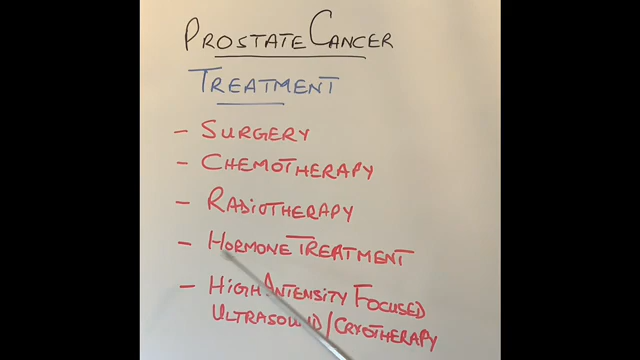 PROSTATE CANCER
TREATMENT
- SURGERY
- CHEMOTHERAPY
- RADIOTHERAPY
- HORMONE TREATMENT
- HIGH INTENSITY FOCUSED
ULTRASOUND/CRYOTHERAPY